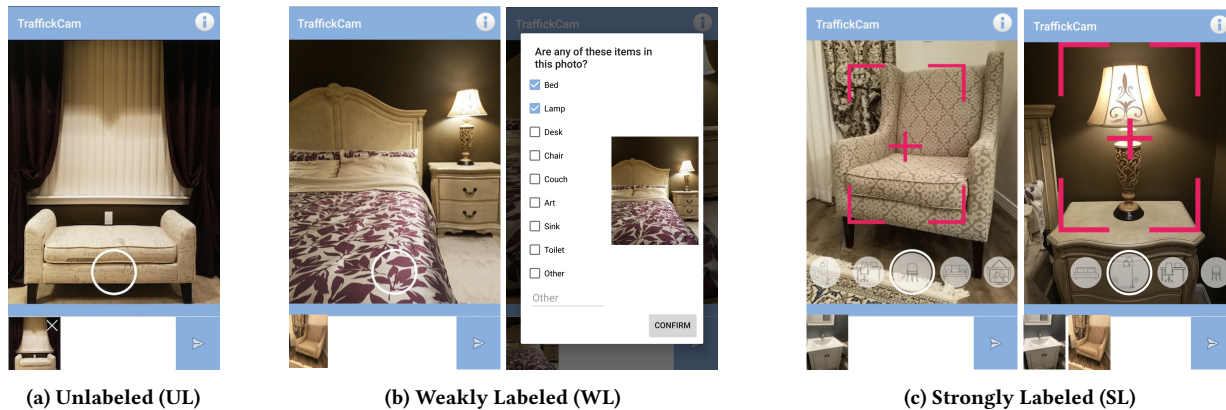 TraffickCam
i
TraffickCam
TraffickCam
i
Are any of these items in
this photo?
Bed
Lamp
Desk
Chair
Couch
Art
Sink
Toilet
Other
Other
CONFIRM
TraffickCam
i
TraffickCam
i
(a) Unlabeled (UL)
(b) Weakly Labeled (WL)
(c) Strongly Labeled (SL)